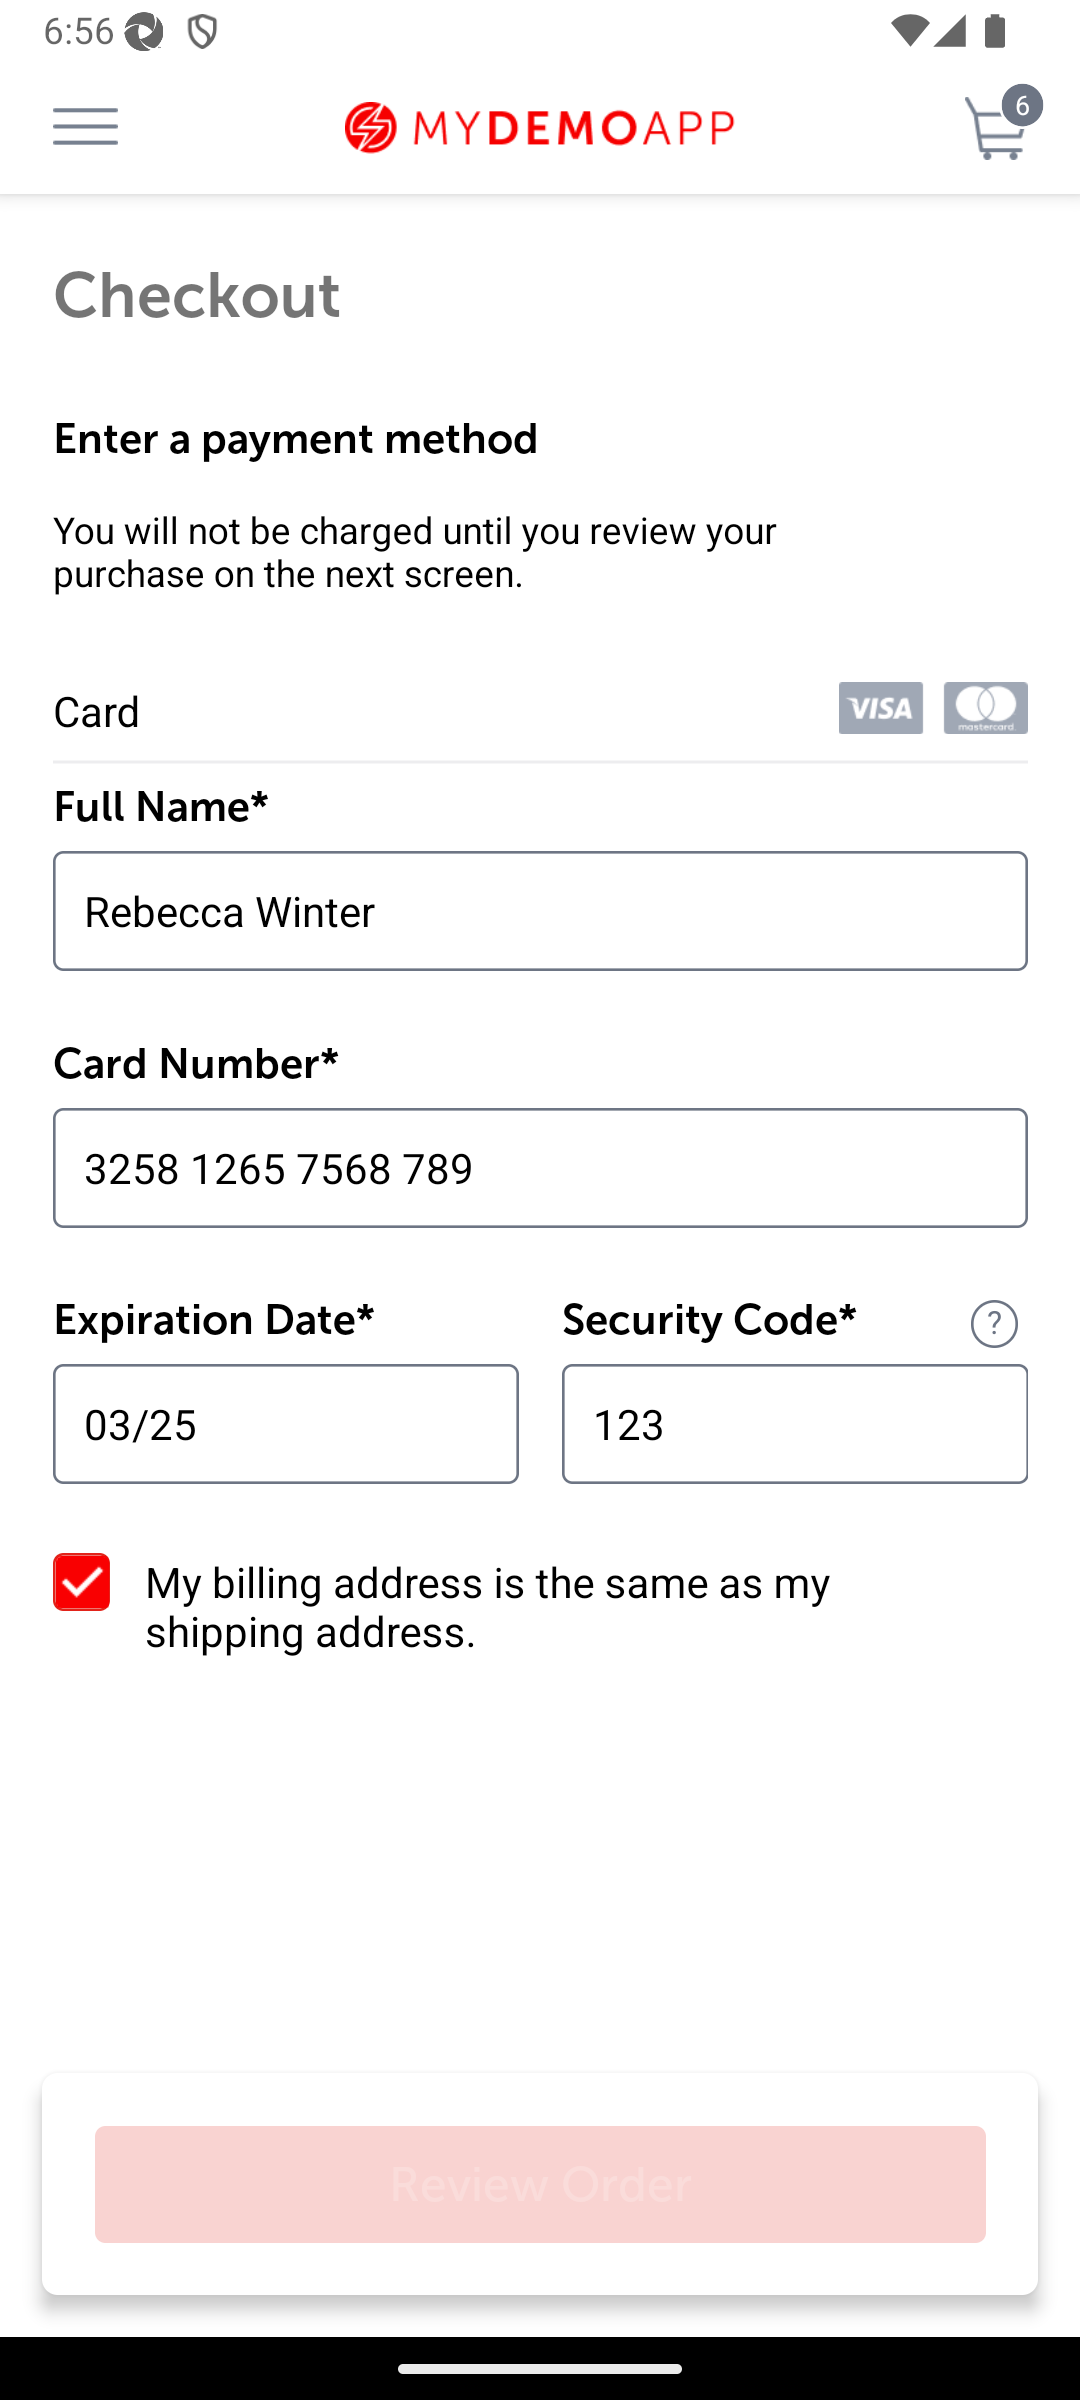 6:56
MYDEMOAPP
6
Checkout
Enter a payment method
You will not be charged until you review your
purchase on the next screen.
Card
VISA
mastercard.
Full Name*
Rebecca Winter
Card Number*
3258 1265 7568 789
Expiration Date*
Security Code*
?
03/25
123
My billing address is the same as my
shipping address.
Review Order